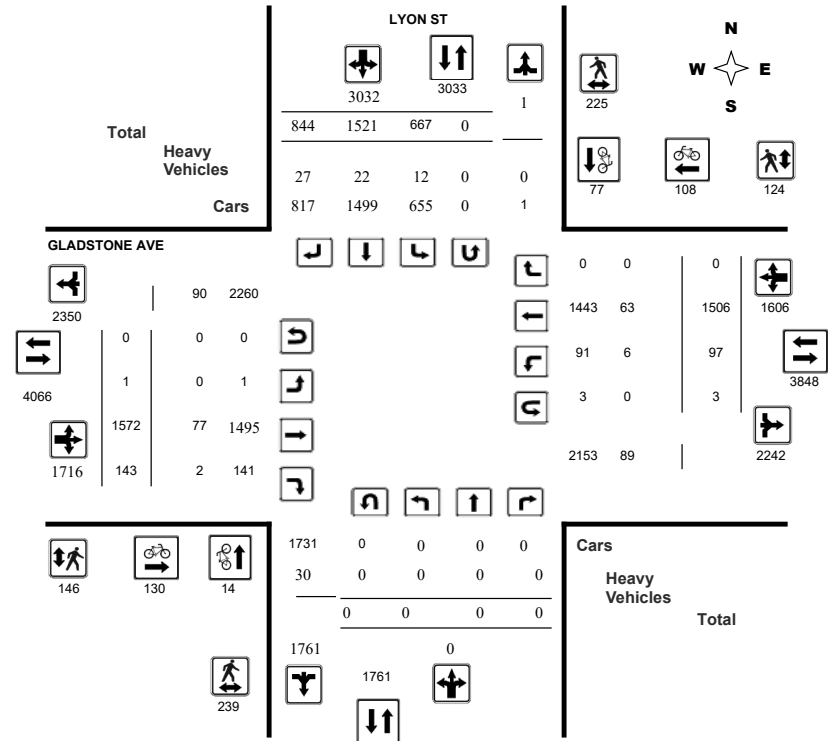 LYON ST
N
W E
S
3032
3033
1
225
Total
844 1521 667 0
Heavy
Vehicles
27 22 12 0 0
Cars
817 1499 655 0 1
77
108
124
GLADSTONE AVE
2350
90 2260
0 0 0
4066
1 0 1
1572 77 1495
1716
143 2 141
0 0 0
1606
1443 63 1506
91 6 97
3848
3 0 3
2153 89
2242
146
130
14
239
1731 0 0 0 0
30 0 0 0 0
0 0 0 0
1761
1761
0
Cars
Heavy
Vehicles
Total